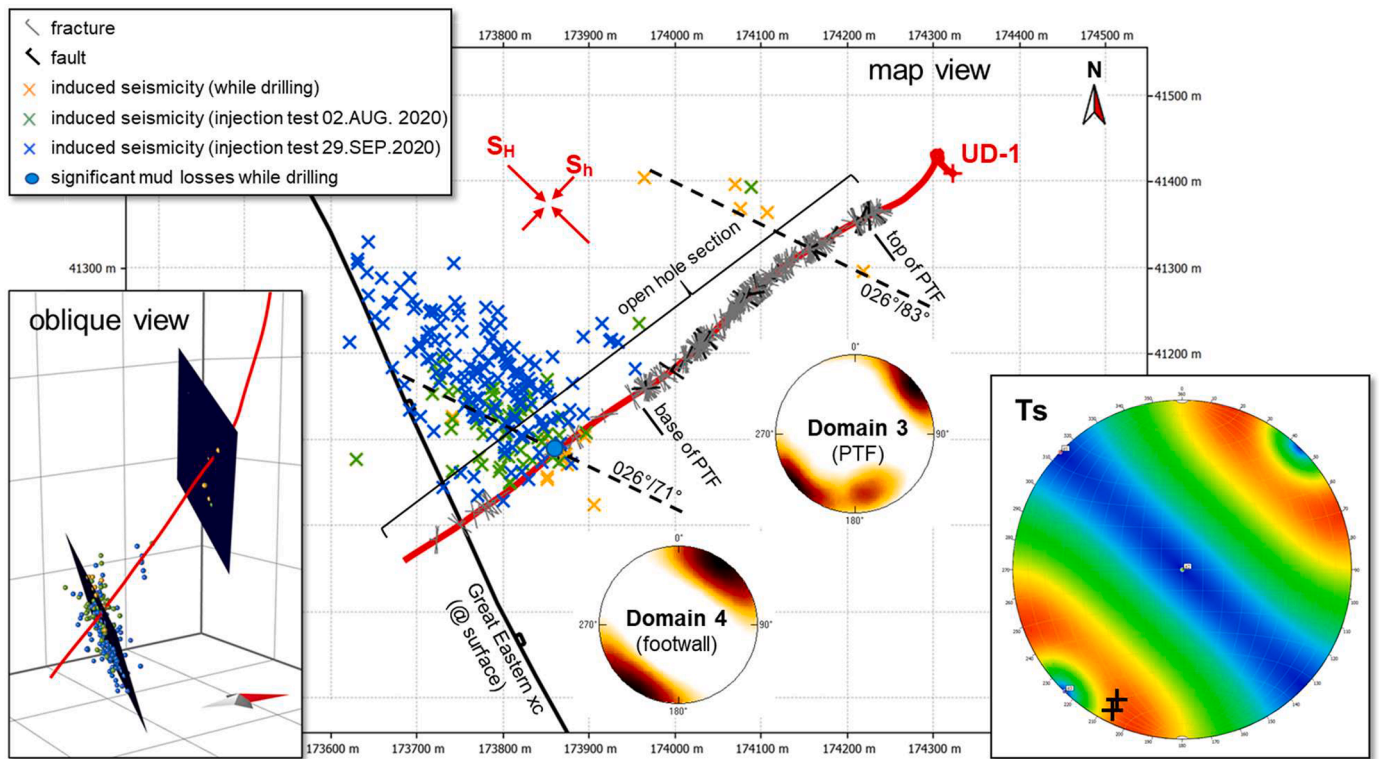 fracture
fault
induced seismicity (while drilling)
induced seismicity (injection test 02.AUG. 2020)
induced seismicity (injection test 29.SEP.2020)
significant mud losses while drilling
173800 m
173900 m
174000 m
174100 m
174200 m
174300 m
174400 m
174500 m
map view
N
41500 m
41400 m
41300 m
41200 m
41300 m
SH
Sh
UD-1
open hole section
top of PTF
026°/83°
base of PTF
026°/71°
Great Eastern xc
(@ surface)
oblique view
0°
270°
90°
180°
Domain 3
(PTF)
0°
270°
90°
180°
Domain 4
(footwall)
Ts
173600 m
173700 m
173800 m
173900 m
174000 m
174100 m
174200 m
174300 m